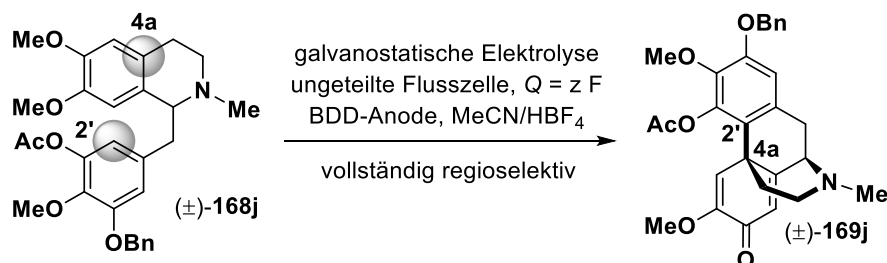 4a
MeO
MeO
N
Me
AcO
2'
MeO
OBn
(±)-168j
galvanostatische Elektrolyse
ungeteilte Flusszelle, Q = z F
BDD-Anode, MeCN/HBF₄
vollständig regioselektiv
OBn
MeO
AcO
2'
4a
N
Me
MeO
O
(±)-169j